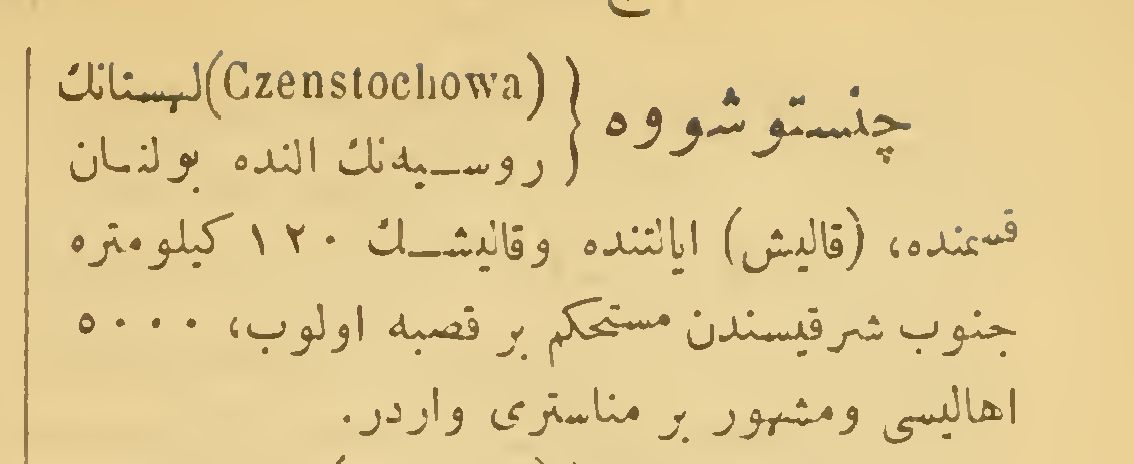 چنستوشووه { (Czenstochowa) لهستانك
روسیه‌نك النده بولنان
قسمنده، (قالیش) ایالتنده وقالیشك ۱۲۰ کیلومتره
جنوب شرقیسندن مستحکم بر قصبه اولوب، ۵۰۰۰
اهالیسی ومشهور بر مناستری واردر.